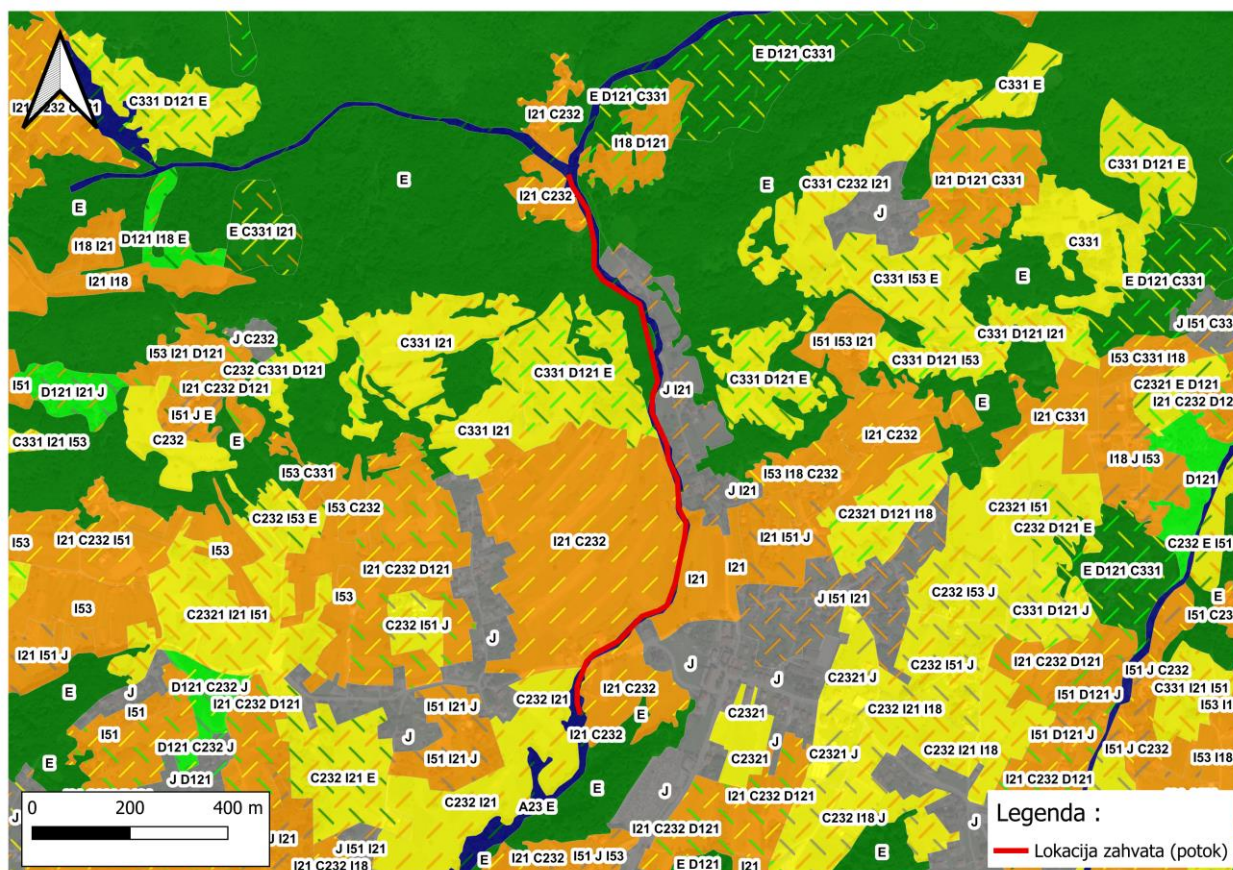 E D121 C331
C331 E
I21 C232 C331
C331 D121 E
I21 C232
E D121 C331
I18 D121
C331 D121 E
E
E
C331 C232 I21
I21 D121 C331
I21 C232
E
J
D121 I18 E
E C331 I21
I18 I21
C331
I21 I18
C331 I53 E
E
E D121 C331
J C232
C331 I21
I51 I53 I21
C331 D121 I21
J I51 C33
I53 I21 D121
C331 D121 I53
I53 C331 I18
C232 C331 D121
C331 D121 E
C331 D121 E
I51
D121 I21 J
I21 C232 D121
J I21
C2321 E D121
I21 C232 D12
I51 J E
E
I21 C331
C331 I21 I53
C232
E
C331 I21
I21 C232
I18 J I53
I53 C331
I53 I18 C232
D121
J I21
I53 C232
C232 I53 E
C2321 D121 I18
C2321 I51
C232 D121 E
I53
I21 C232 I51
I53
I21 C232
I21 I51 J
C232 E I51
I21 C232 D121
I21
I21
E D121 C331
I53
I53
C232 I53 J
E
J I51 I21
C2321 I21 I51
C232 I51 J
C331 D121 J
I51 C23
I21 I51 J
J
J
C2321 J
C232 I51 J
I21 C232 D121
I51 J C232
E
J
D121 C232 J
C232 I21
I21 C232
J
C331 I21 I51
I51
I21 C232 D121
I51 I21 J
E
C2321
C232 I21 I18
I51 D121 J
I53 I1
I51
J
I21 C232
I51 D121 J
D121 C232 J
J
C2321
C2321 J
C232 I21 I18
I51 J C232
E
I51 I21 J
I53 I18
J D121
C232 I21 E
E
J
I21 C232 D121
I21 C232 D121
C232 I21
A23 E
J
C232 I18 J
J
I21 C232 D121
J I21
J I51 I21
E
I21 C232 I18
E
I21 C232
I51 J I53
E D121
I21
0 200 400 m
Legenda :
Lokacija zahvata (potok)